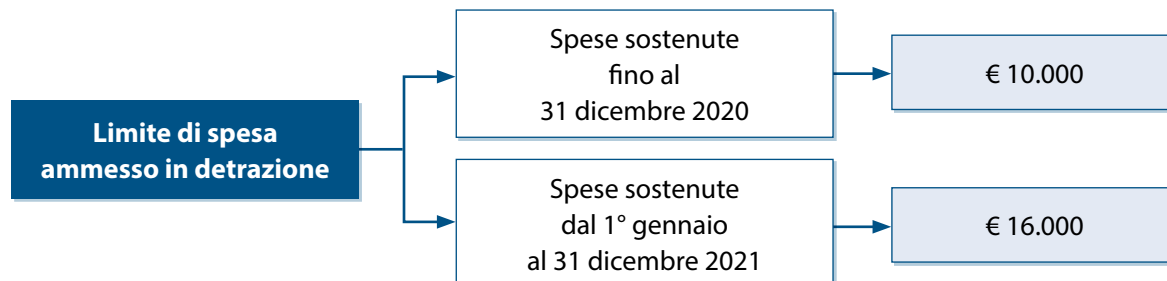 Limite di spesa
ammesso in detrazione
Spese sostenute
fino al
31 dicembre 2020
€ 10.000
Spese sostenute
dal 1° gennaio
al 31 dicembre 2021
€ 16.000